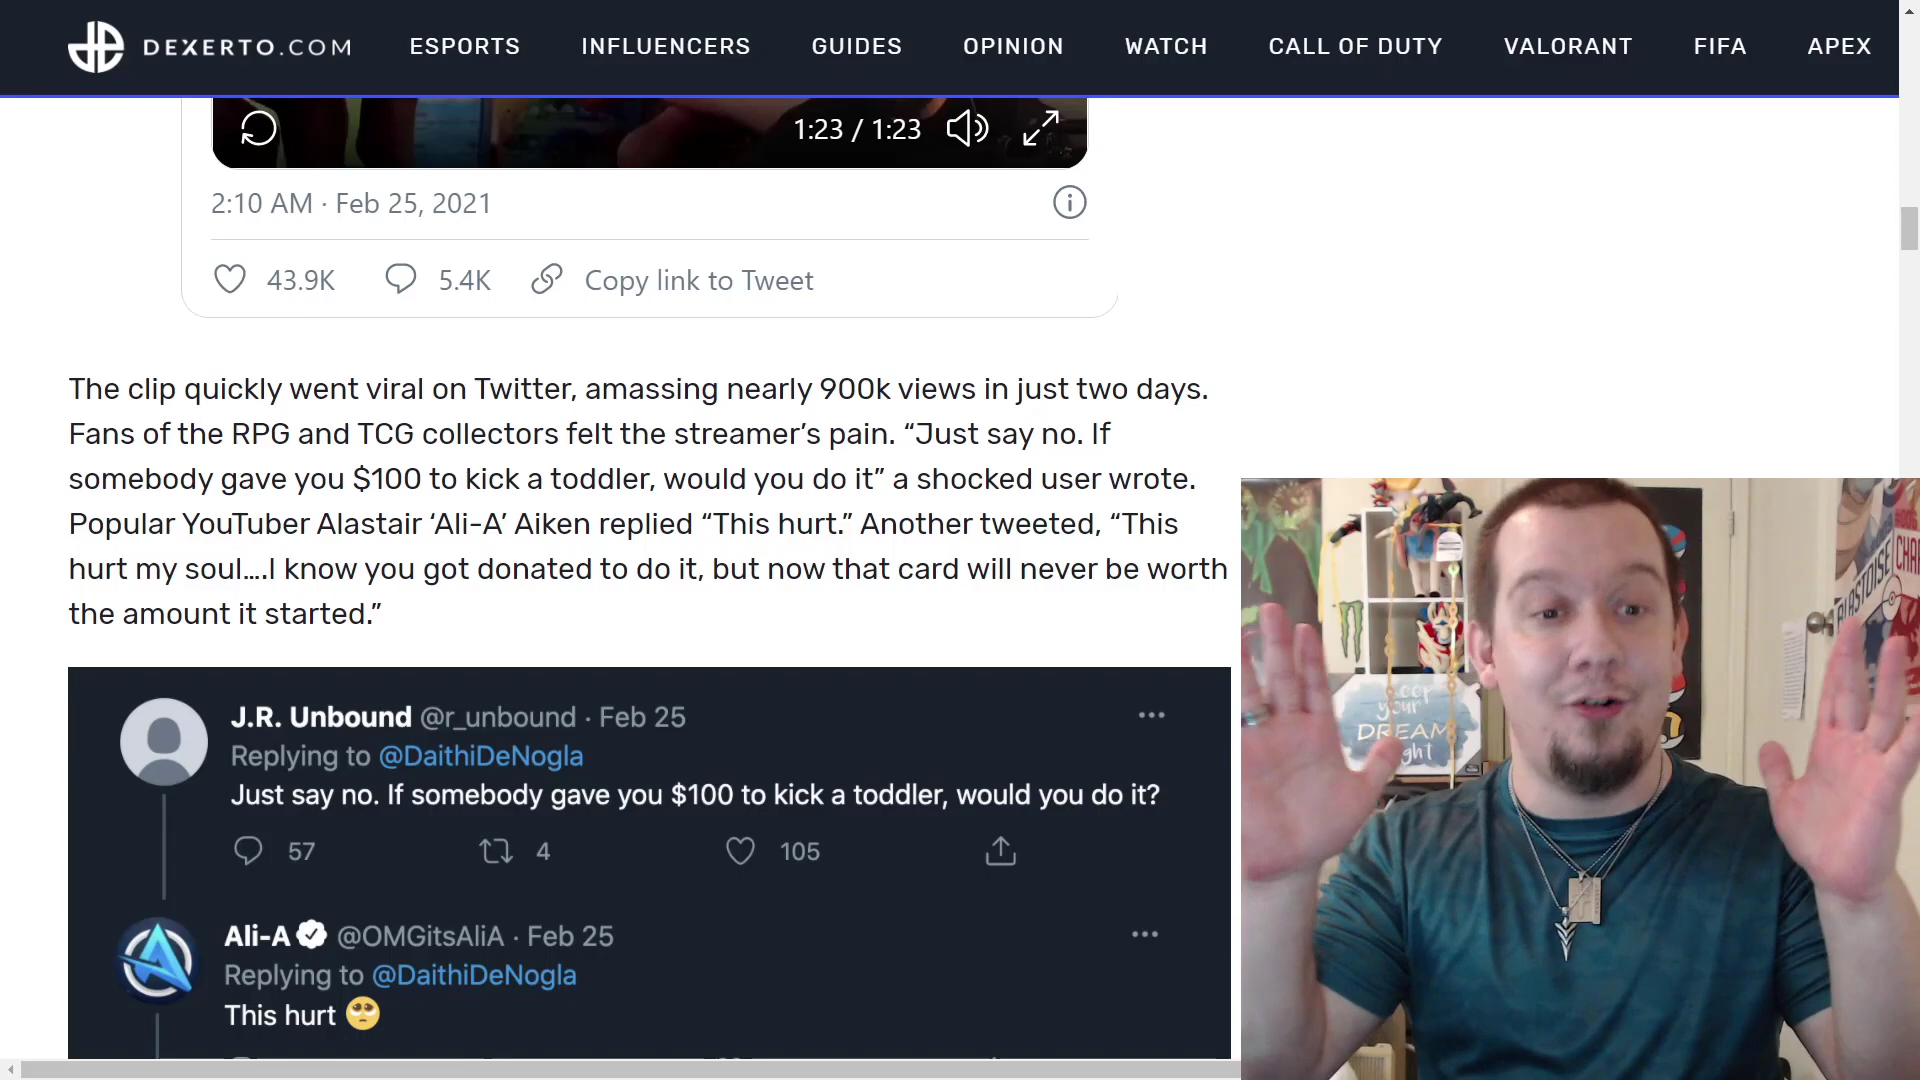 DEXERTO.COM ESPORTS INFLUENCERS GUIDES OPINION WATCH CALL OF DUTY VALORANT FIFA APEX
1:23 / 1:23
2:10 AM · Feb 25, 2021
43.9K 5.4K Copy link to Tweet
The clip quickly went viral on Twitter, amassing nearly 900k views in just two days.
Fans of the RPG and TCG collectors felt the streamer’s pain. “Just say no. If
somebody gave you $100 to kick a toddler, would you do it” a shocked user wrote.
Popular YouTuber Alastair ‘Ali-A’ Aiken replied “This hurt.” Another tweeted, “This
hurt my soul….I know you got donated to do it, but now that card will never be worth
the amount it started.”
J.R. Unbound @r_unbound · Feb 25
Replying to @DaithiDeNogla
Just say no. If somebody gave you $100 to kick a toddler, would you do it?
57 4 105
Ali-A @OMGitsAliA · Feb 25
Replying to @DaithiDeNogla
This hurt 🥺
your
DREAM
BLASTOISE
CHAR